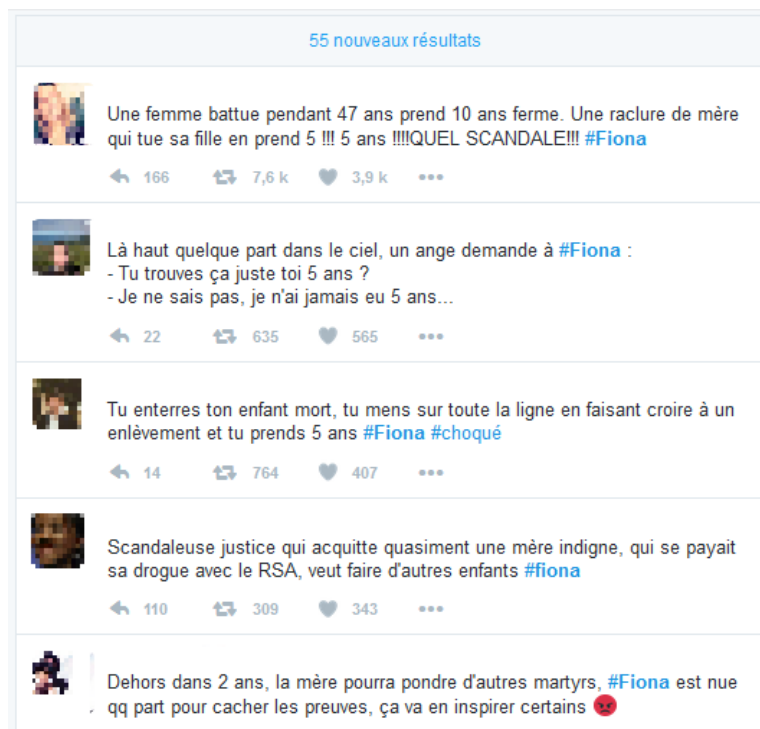 55 nouveaux résultats
Une femme battue pendant 47 ans prend 10 ans ferme. Une raclure de mère
qui tue sa fille en prend 5 !!! 5 ans !!!!QUEL SCANDALE!!! #Fiona
166 7,6 k 3,9 k
Là haut quelque part dans le ciel, un ange demande à #Fiona :
- Tu trouves ça juste toi 5 ans ?
- Je ne sais pas, je n'ai jamais eu 5 ans...
22 635 565
Tu enterres ton enfant mort, tu mens sur toute la ligne en faisant croire à un
enlèvement et tu prends 5 ans #Fiona #choqué
14 764 407
Scandaleuse justice qui acquitte quasiment une mère indigne, qui se payait
sa drogue avec le RSA, veut faire d'autres enfants #fiona
110 309 343
Dehors dans 2 ans, la mère pourra pondre d'autres martyrs, #Fiona est nue
qq part pour cacher les preuves, ça va en inspirer certains